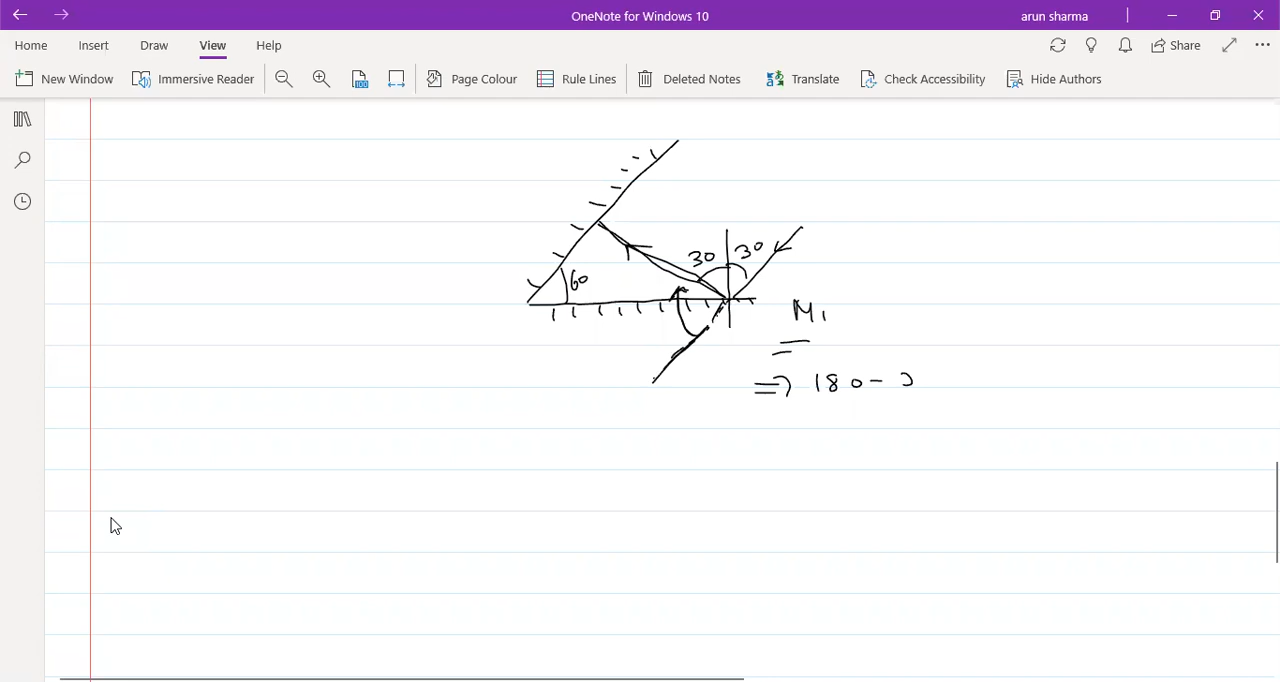 OneNote for Windows 10
arun sharma
Home Insert Draw View Help
Share
New Window Immersive Reader 100 Page Colour Rule Lines Deleted Notes Translate Check Accessibility Hide Authors
30 30
60
M1
=> 180-